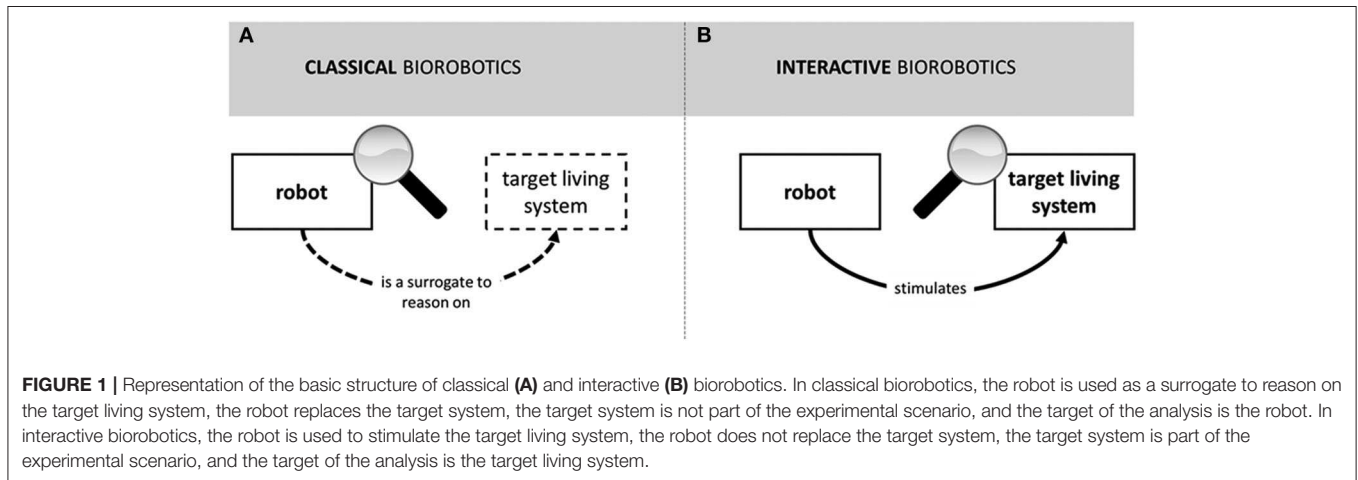 A
CLASSICAL BIOROBOTICS
robot
target living
system
is a surrogate to
reason on
B
INTERACTIVE BIOROBOTICS
robot
target living
system
stimulates
FIGURE 1 | Representation of the basic structure of classical (A) and interactive (B) biorobotics. In classical biorobotics, the robot is used as a surrogate to reason on
the target living system, the robot replaces the target system, the target system is not part of the experimental scenario, and the target of the analysis is the robot. In
interactive biorobotics, the robot is used to stimulate the target living system, the robot does not replace the target system, the target system is part of the
experimental scenario, and the target of the analysis is the target living system.